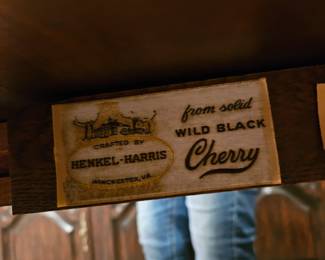 CRAFTED BY
HENKEL-HARRIS
WINCHESTER, VA.
from solid
WILD BLACK
Cherry